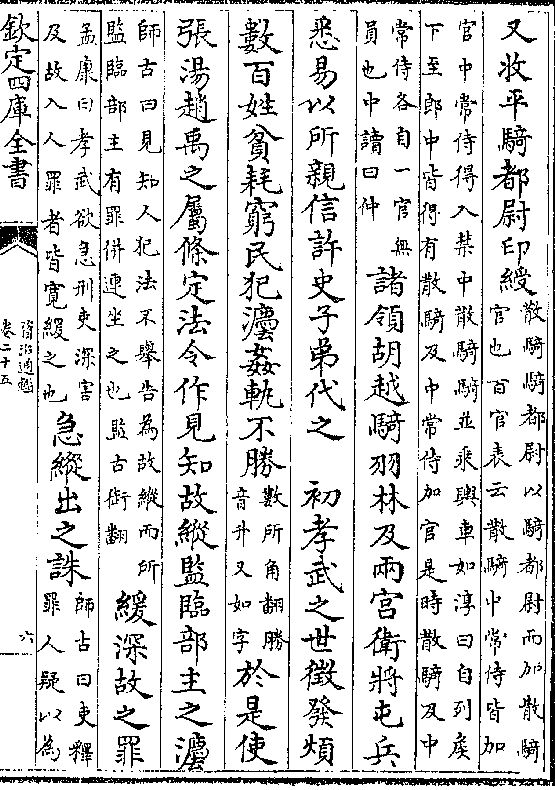 又收平騎都尉印綬散騎騎都尉以騎都尉而加散騎
官也百官表云散騎中常侍皆加
官中常侍得入禁中散騎騎並乘輿車如淳曰自列侯
下至郎中皆得有散騎及中常侍加官是時散騎及中
常侍各自一官無
員也中讀曰仲諸領胡越騎羽林及兩宮衛將屯兵
悉易以所親信許史子弟代之 初孝武之世徵發煩
數百姓貧耗窮民犯灋姦軌不勝數所角翻勝
音升又如字於是使
張湯趙禹之屬條定法令作見知故縱監臨部主之灋
師古曰見知人犯法不舉告為故縱而所
監臨部主有罪併連坐之也監古銜翻緩深故之罪
孟康曰孝武欲急刑吏深害
及故入人罪者皆寬緩之也急縱出之誅師古曰吏釋
罪人疑以為
欽定四庫全書
資治通鑑
卷二十五
六